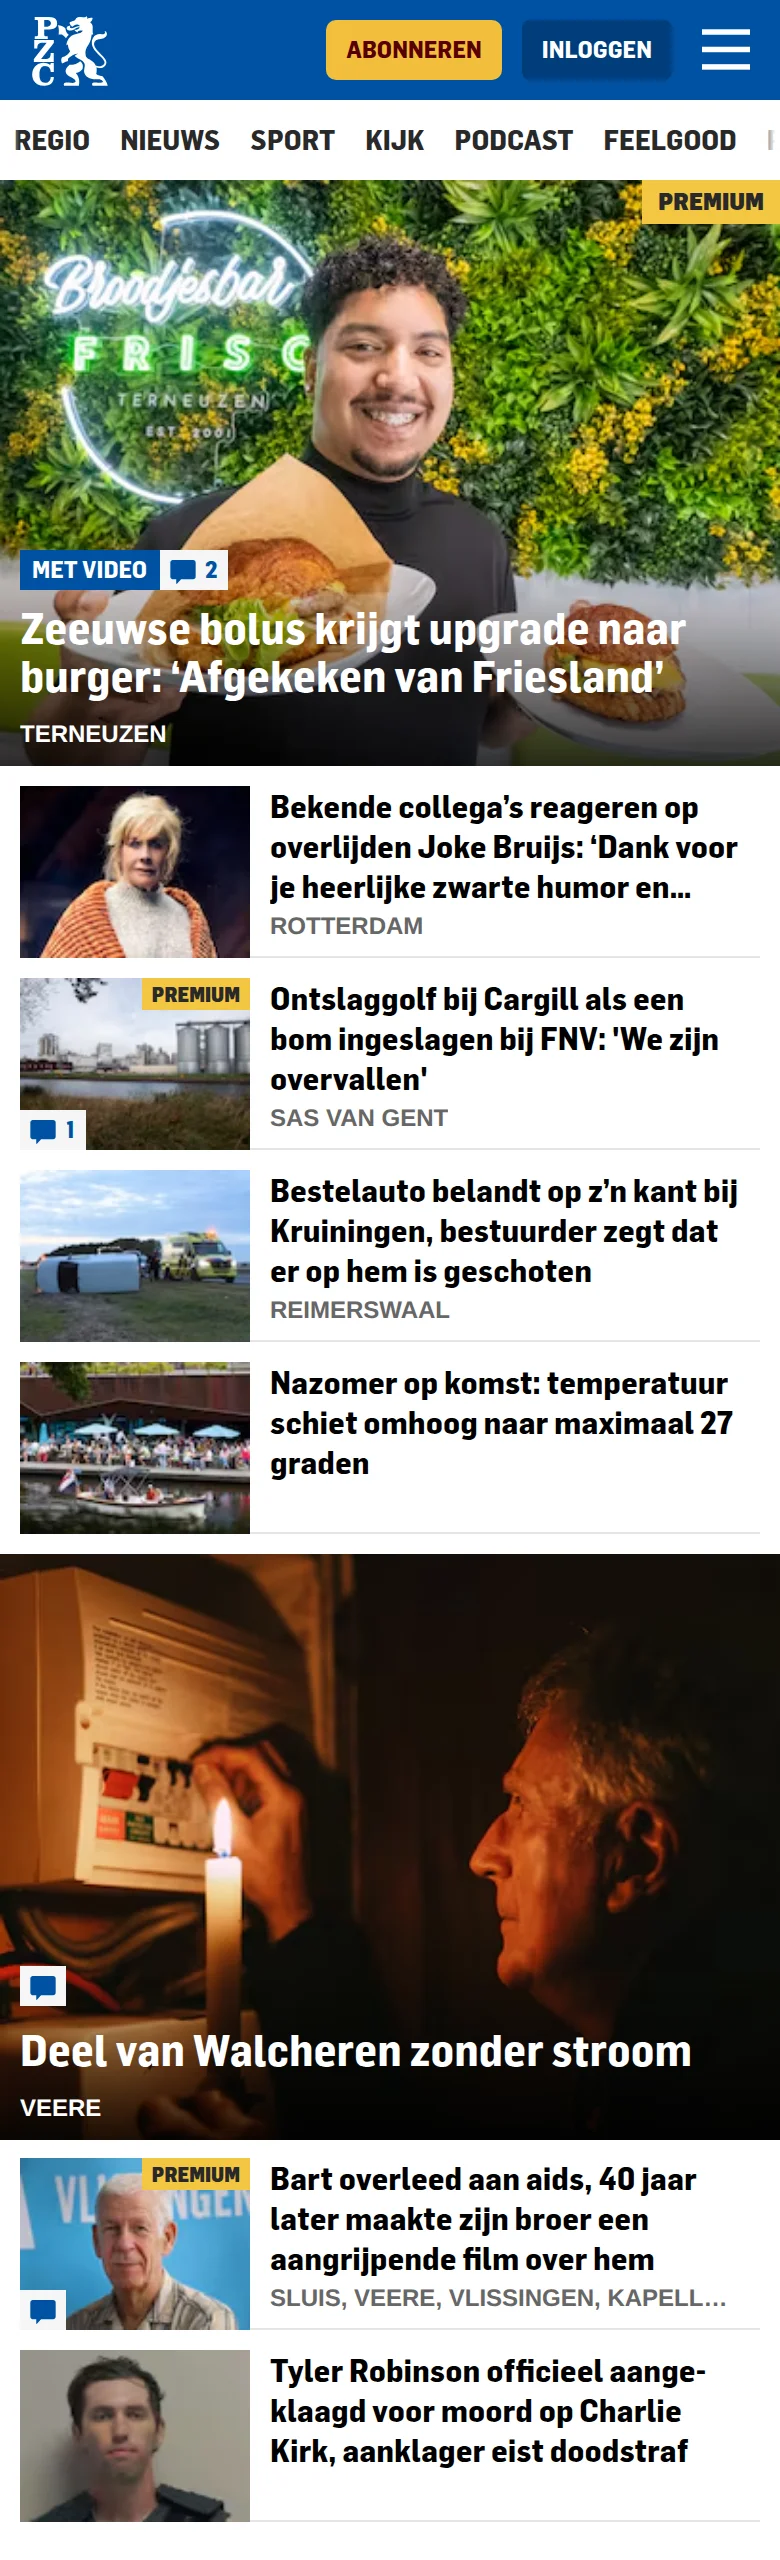 PZC
ABONNEREN
INLOGGEN
REGIO NIEUWS SPORT KIJK PODCAST FEELGOOD
PREMIUM
Broodjesbar
FRISC
TERNEUZEN
EST 2001
MET VIDEO 2
Zeeuwse bolus krijgt upgrade naar
burger: ‘Afgekeken van Friesland’
TERNEUZEN
Bekende collega’s reageren op
overlijden Joke Bruijs: ‘Dank voor
je heerlijke zwarte humor en...
ROTTERDAM
PREMIUM
1
Ontslaggolf bij Cargill als een
bom ingeslagen bij FNV: 'We zijn
overvallen'
SAS VAN GENT
Bestelauto belandt op z’n kant bij
Kruiningen, bestuurder zegt dat
er op hem is geschoten
REIMERSWAAL
Nazomer op komst: temperatuur
schiet omhoog naar maximaal 27
graden
Deel van Walcheren zonder stroom
VEERE
PREMIUM
Bart overleed aan aids, 40 jaar
later maakte zijn broer een
aangrijpende film over hem
SLUIS, VEERE, VLISSINGEN, KAPELL...
Tyler Robinson officieel aange-
klaagd voor moord op Charlie
Kirk, aanklager eist doodstraf